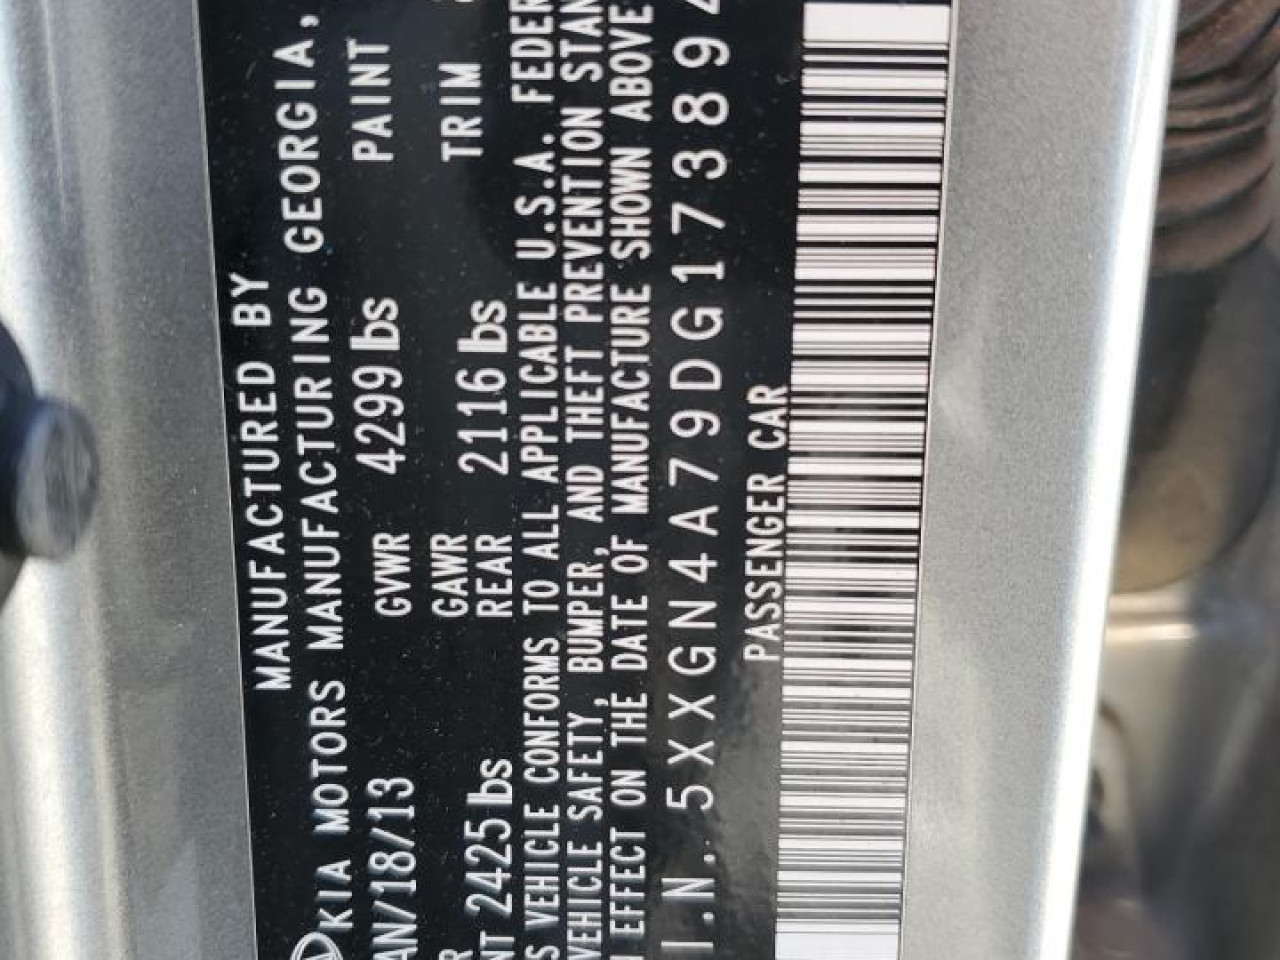 MANUFACTURED BY
KIA MOTORS MANUFACTURING GEORGIA,
AN/18/13 GVWR 4299 lbs PAINT
GAWR TRIM
NT 2425 lbs REAR 2116 lbs
S VEHICLE CONFORMS TO ALL APPLICABLE U.S.A. FEDER
VEHICLE SAFETY, BUMPER, AND THEFT PREVENTION STAN
EFFECT ON THE DATE OF MANUFACTURE SHOWN ABOVE
I.N. 5XXGN4A79DG173894
PASSENGER CAR